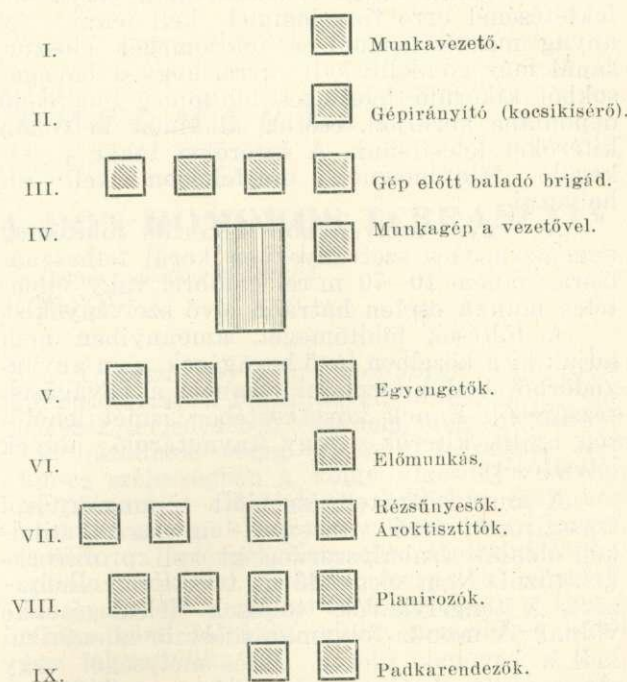 I. Munkavezető.
II. Gépirányító (kocsikisérő).
III. Gép előtt baladó brigád.
IV. Munkagép a vezetővel.
V. Egyengetők.
VI. Előmunkás.
Rézsűnyesők.
VII. Ároktisztítók.
VIII. Planirozók.
IX. Padkarendezők.